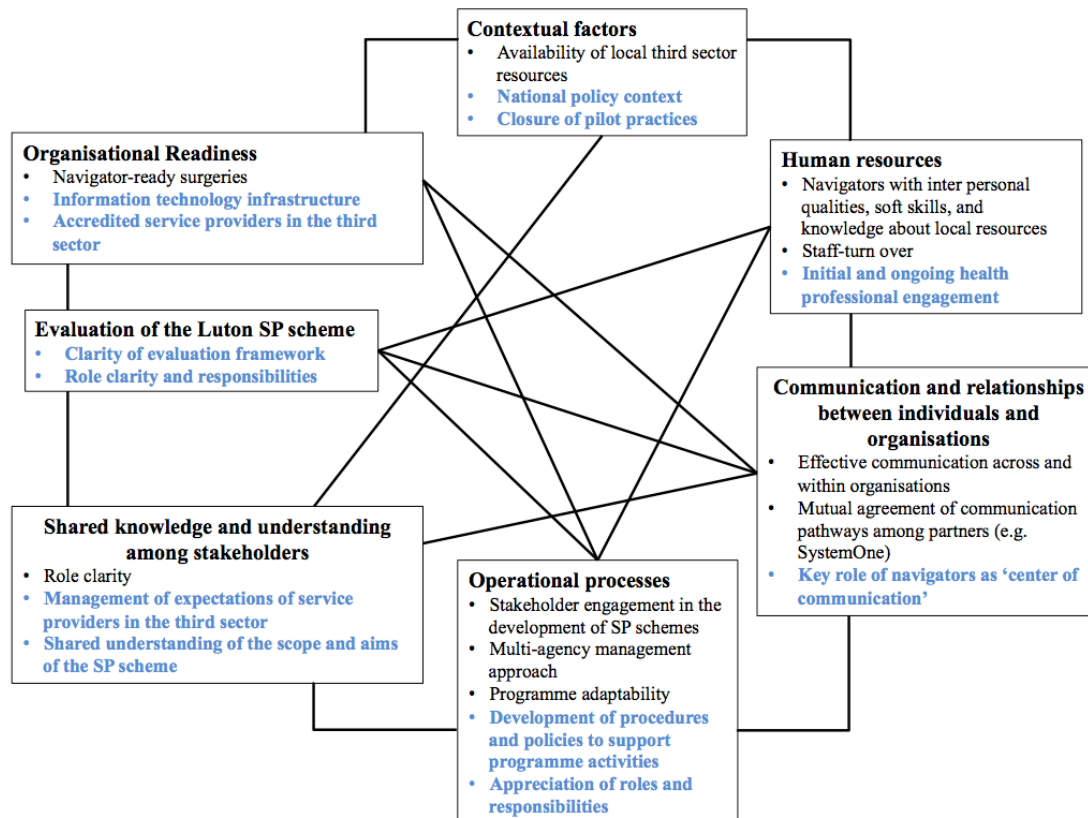 Contextual factors
• Availability of local third sector
resources
• National policy context
• Closure of pilot practices
Organisational Readiness
• Navigator-ready surgeries
• Information technology infrastructure
• Accredited service providers in the third
sector
Human resources
• Navigators with inter personal
qualities, soft skills, and
knowledge about local resources
• Staff-turn over
• Initial and ongoing health
professional engagement
Evaluation of the Luton SP scheme
• Clarity of evaluation framework
• Role clarity and responsibilities
Communication and relationships
between individuals and
organisations
• Effective communication across and
within organisations
• Mutual agreement of communication
pathways among partners (e.g.
SystemOne)
• Key role of navigators as ‘center of
communication’
Shared knowledge and understanding
among stakeholders
• Role clarity
• Management of expectations of service
providers in the third sector
• Shared understanding of the scope and aims
of the SP scheme
Operational processes
• Stakeholder engagement in the
development of SP schemes
• Multi-agency management
approach
• Programme adaptability
• Development of procedures
and policies to support
programme activities
• Appreciation of roles and
responsibilities